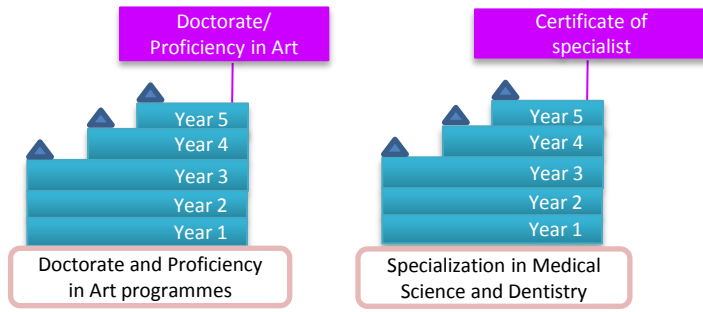 Doctorate/
Proficiency in Art
Year 5
Year 4
Year 3
Year 2
Year 1
Doctorate and Proficiency
in Art programmes
Certificate of
specialist
Year 5
Year 4
Year 3
Year 2
Year 1
Specialization in Medical
Science and Dentistry